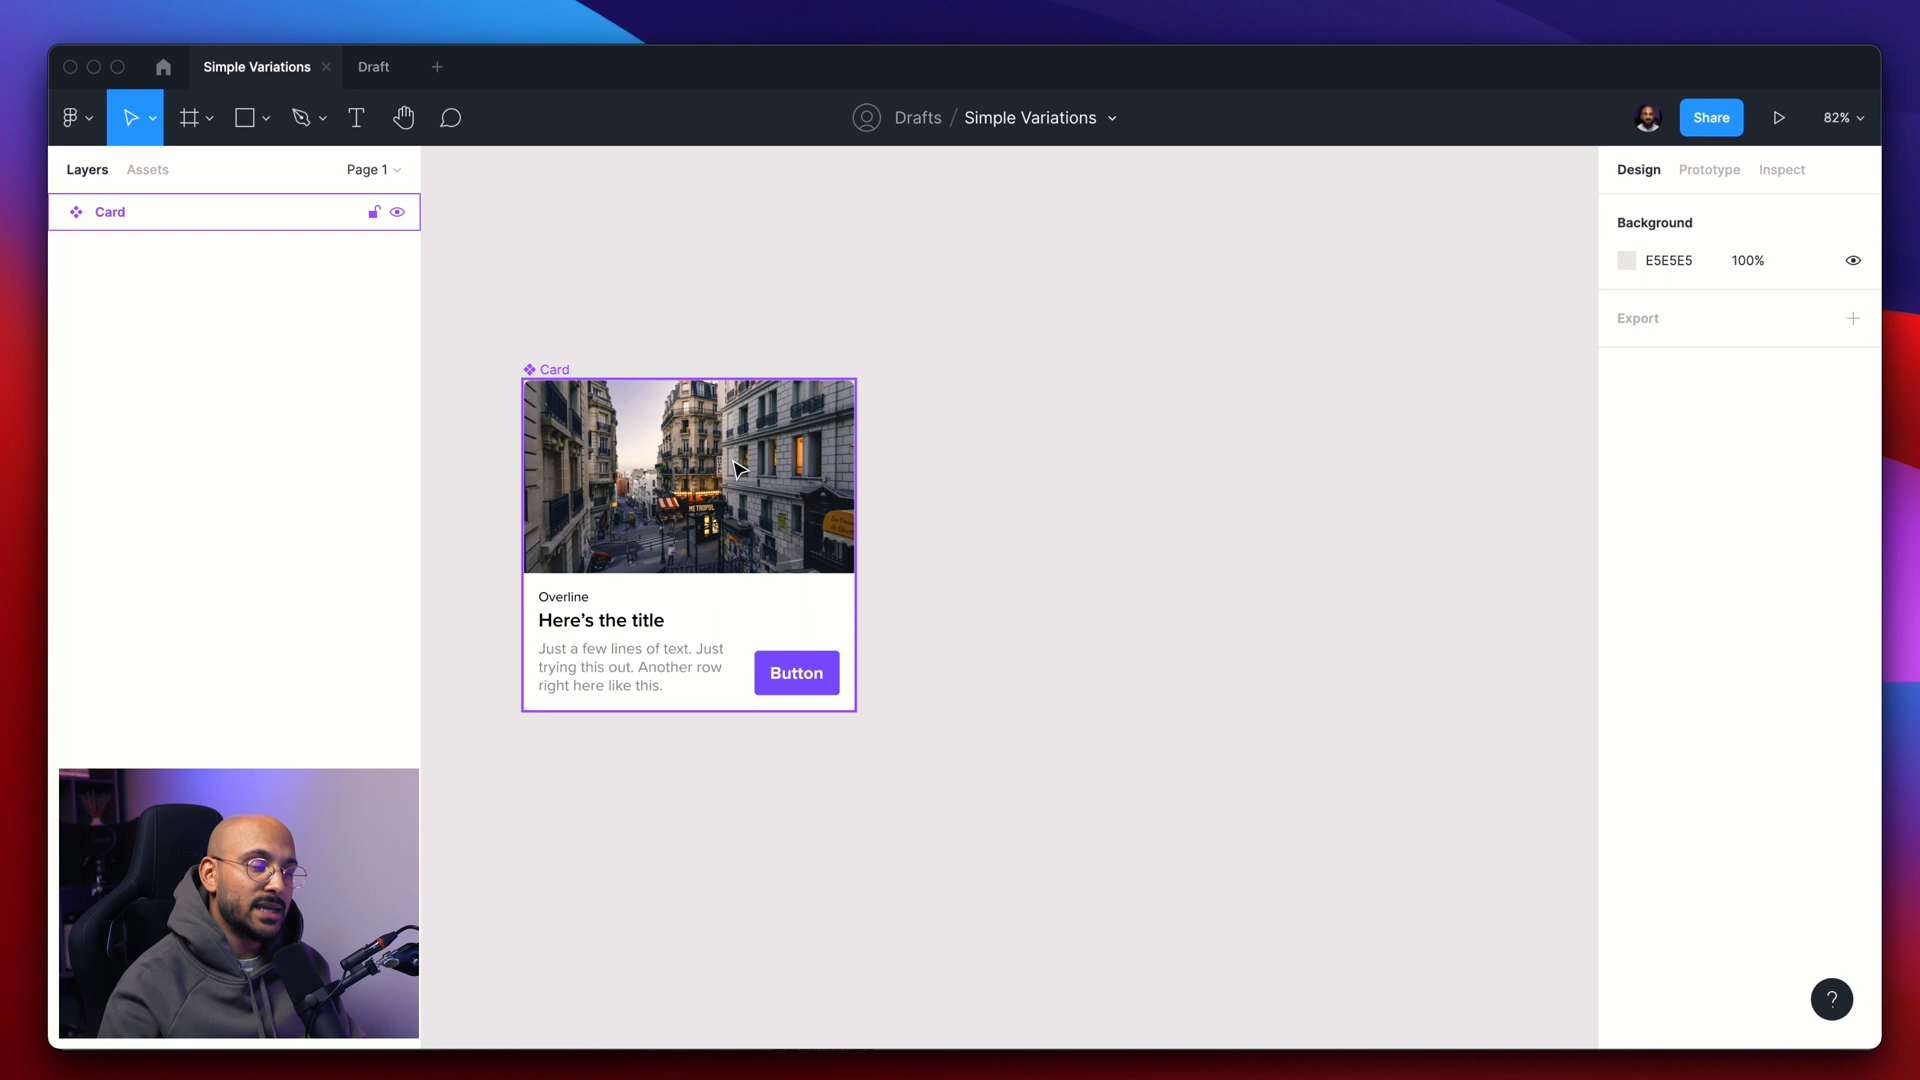 Simple Variations
Draft
Drafts / Simple Variations
Share
82%
Layers
Assets
Page 1
Card
Design
Prototype
Inspect
Background
E5E5E5
100%
Export
Card
METROPOL
Overline
Here’s the title
Just a few lines of text. Just
trying this out. Another row
right here like this.
Button
?